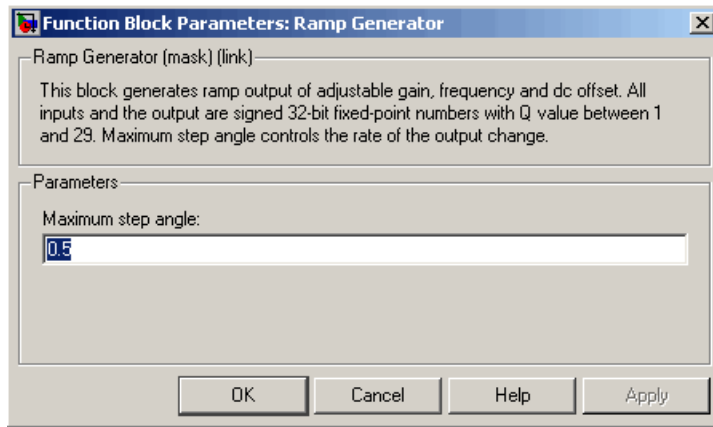 Function Block Parameters: Ramp Generator
Ramp Generator (mask) (link)
This block generates ramp output of adjustable gain, frequency and dc offset. All
inputs and the output are signed 32-bit fixed-point numbers with Q value between 1
and 29. Maximum step angle controls the rate of the output change.
Parameters
Maximum step angle:
0.5
OK Cancel Help Apply